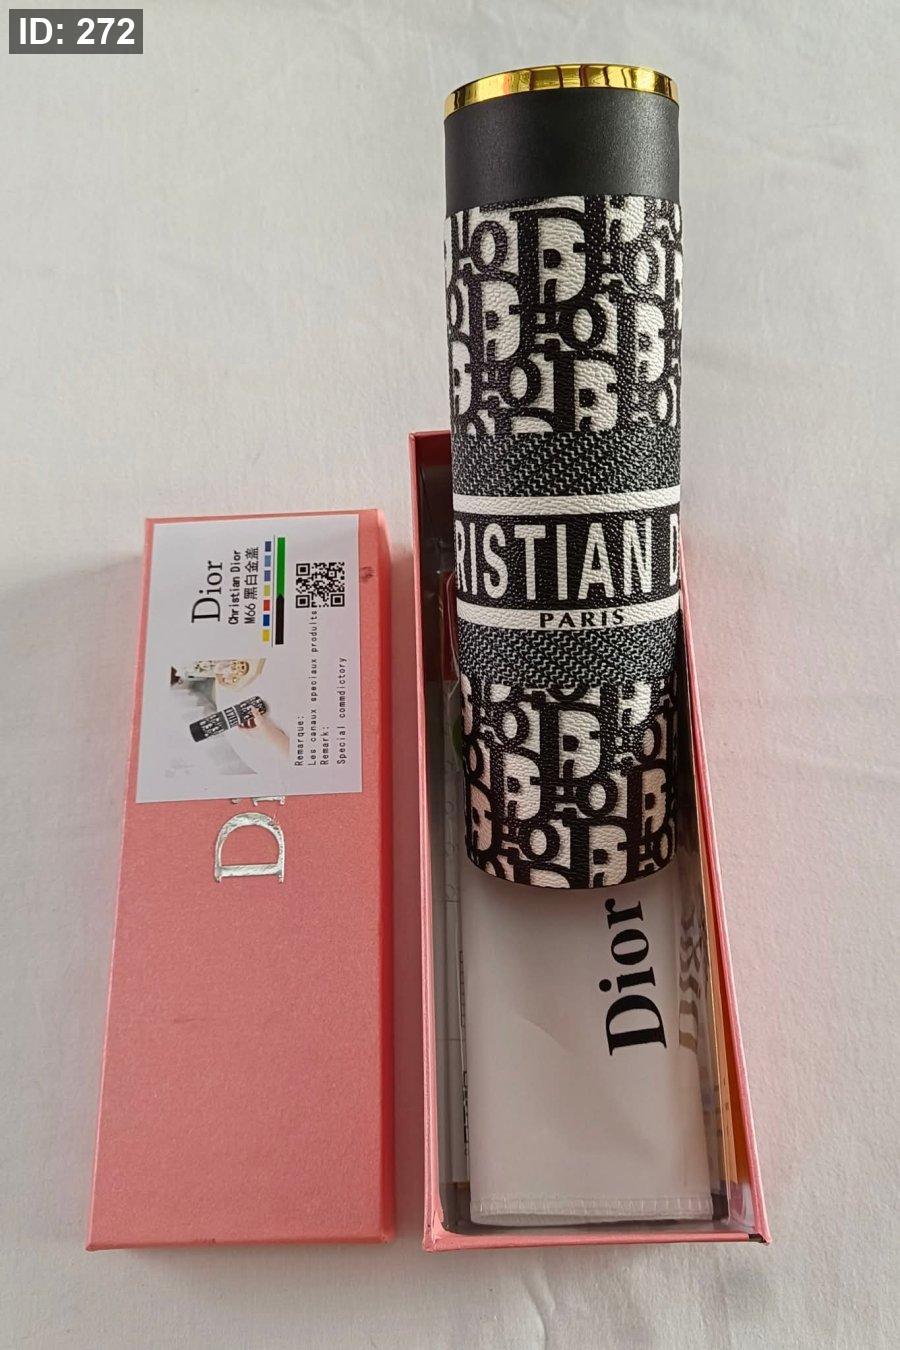 ID: 272
RISTIAN D
PARIS
Dior
Christian Dior
M66 黑白金盖
Remarque:
Les canaux speciaux produits
Remark:
Special commdictory
Di
Dior